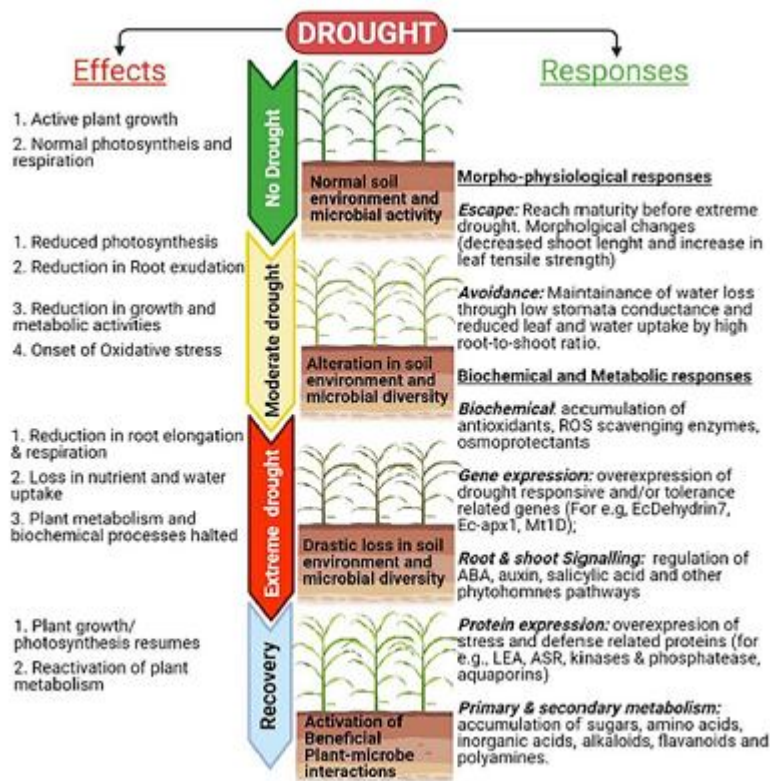 DROUGHT
Effects
1. Active plant growth
2. Normal photosyntheis and
respiration
1. Reduced photosynthesis
2. Reduction in Root exudation
3. Reduction in growth and
metabolic activities
4. Onset of Oxidative stress
1. Reduction in root elongation
& respiration
2. Loss in nutrient and water
uptake
3. Plant metabolism and
biochemical processes halted
1. Plant growth/
photosynthesis resumes
2. Reactivation of plant
metabolism
No Drought
Moderate drought
Extreme drought
Recovery
Normal soil
environment and
microbial activity
Alteration in soil
environment and
microbial diversity
Drastic loss in soil
environment and
microbial diversity
Activation of
Beneficial
Plant-microbe
interactions
Responses
Morpho-physiological responses
Escape: Reach maturity before extreme
drought. Morpholgical changes
(decreased shoot lenght and increase in
leaf tensile strength)
Avoidance: Maintainance of water loss
through low stomata conductance and
reduced leaf and water uptake by high
root-to-shoot ratio.
Biochemical and Metabolic responses
Biochemical: accumulation of
antioxidants, ROS scavenging enzymes,
osmoprotectants
Gene expression: overexpression of
drought responsive and/or tolerance
related genes (For e.g, EcDehydrin7,
Ec-apx1, Mt1D);
Root & shoot Signalling: regulation of
ABA, auxin, salicylic acid and other
phytohomnes pathways
Protein expression: overexpresion of
stress and defense related proteins (for
e.g., LEA, ASR, kinases & phosphatease,
aquaporins)
Primary & secondary metabolism:
accumulation of sugars, amino acids,
inorganic acids, alkaloids, flavanoids and
polyamines.